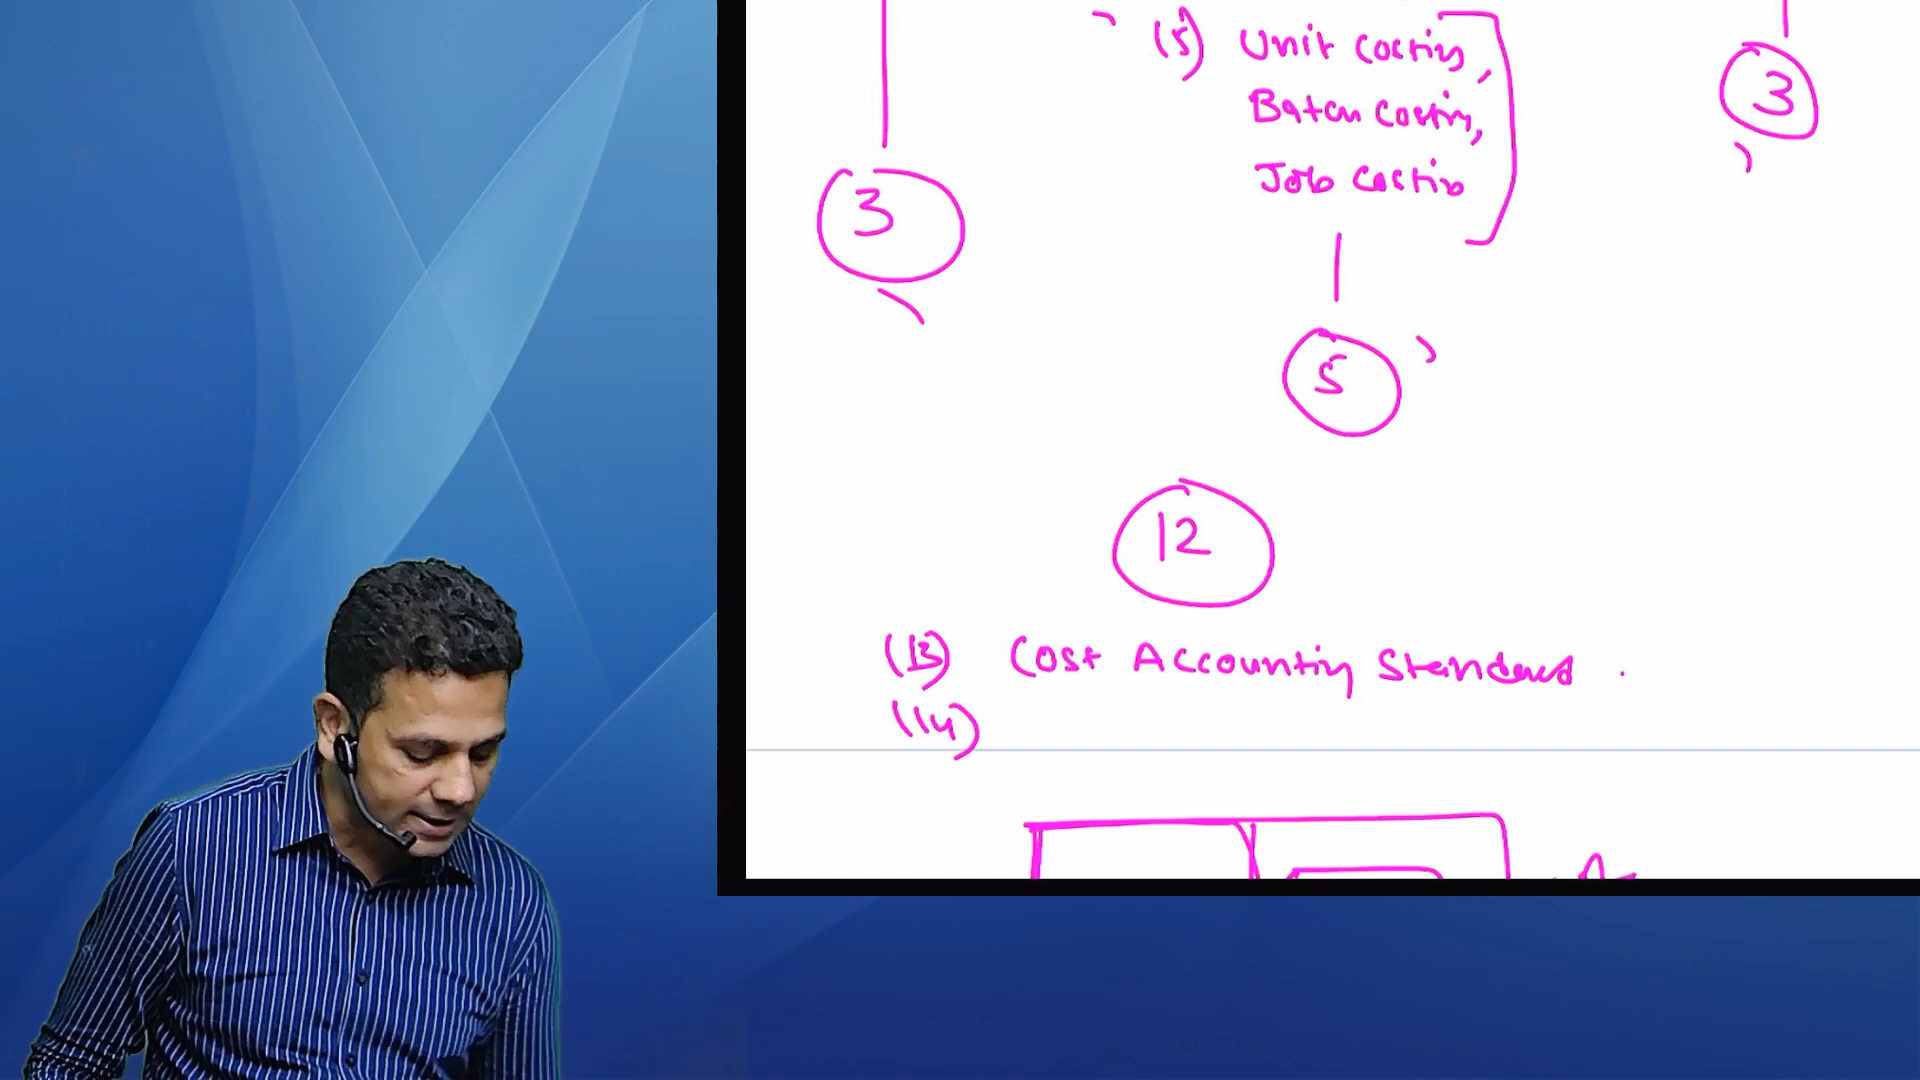 (5) Unit Costing,
Batch Costing,
Job Costing
3
3
5
12
(13) Cost Accounting Standard .
(14)